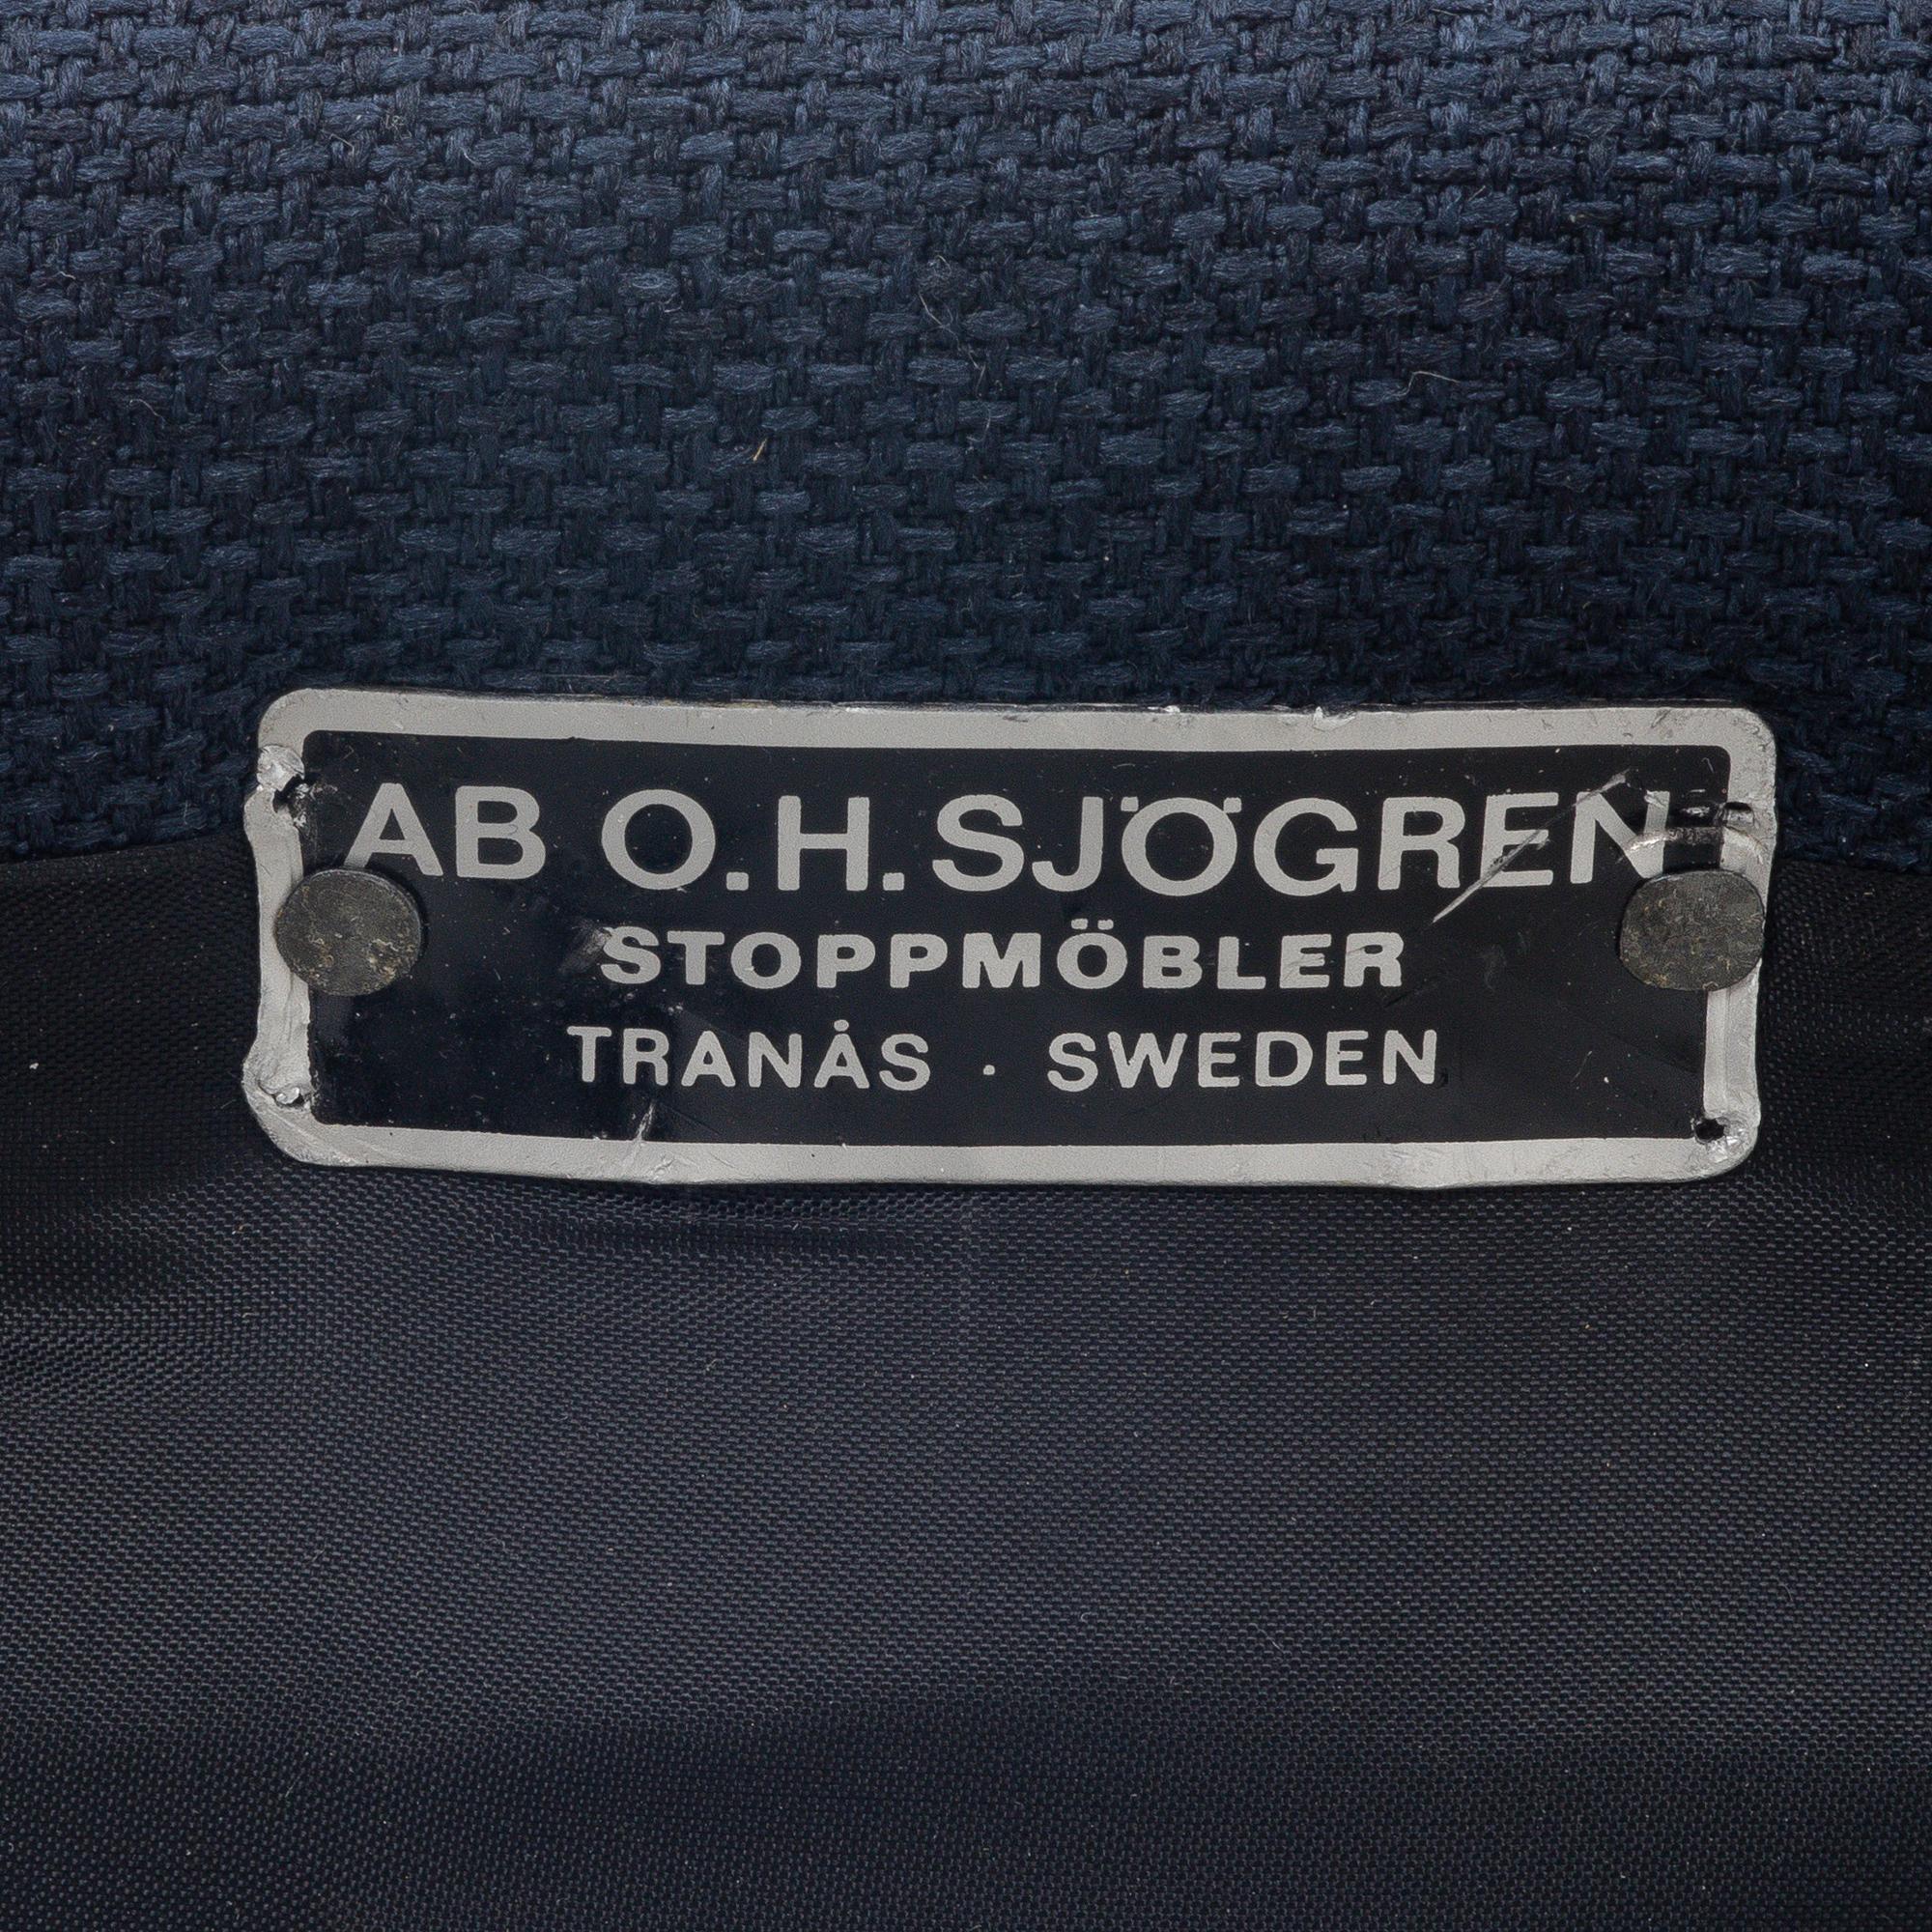 AB O.H. SJÖGREN
STOPPMÖBLER
TRANÅS · SWEDEN